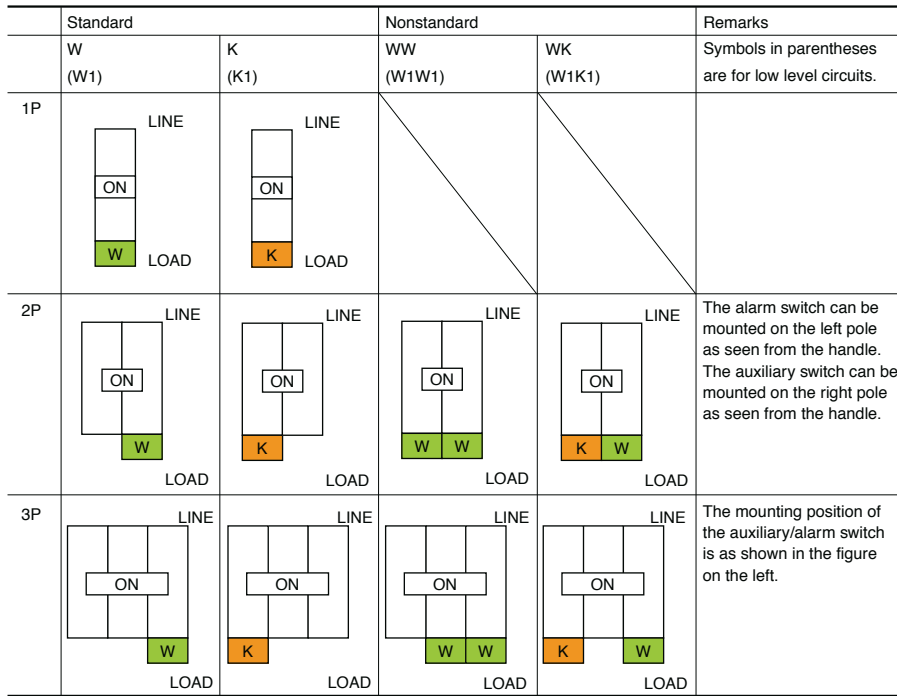 Standard
Nonstandard
Remarks
W
(W1)
K
(K1)
WW
(W1W1)
WK
(W1K1)
Symbols in parentheses
are for low level circuits.
1P
LINE
ON
W
LOAD
LINE
ON
K
LOAD
2P
LINE
ON
W
LOAD
LINE
ON
K
LOAD
LINE
ON
W W
LOAD
LINE
ON
K W
LOAD
The alarm switch can be
mounted on the left pole
as seen from the handle.
The auxiliary switch can be
mounted on the right pole
as seen from the handle.
3P
LINE
ON
W
LOAD
LINE
ON
K
LOAD
LINE
ON
W W
LOAD
LINE
ON
K W
LOAD
The mounting position of
the auxiliary/alarm switch
is as shown in the figure
on the left.